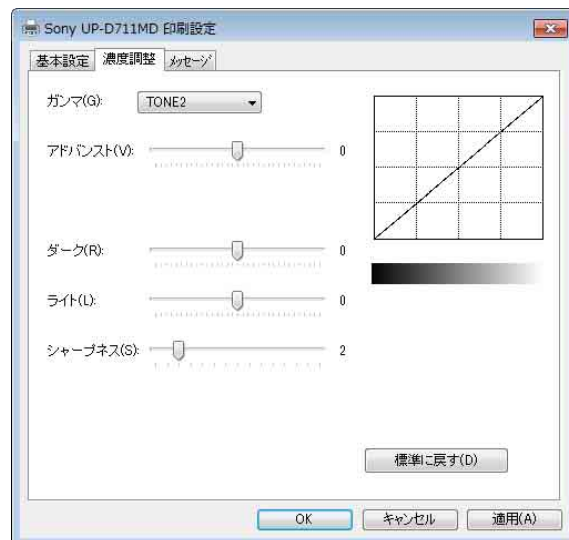 Sony UP-D711MD 印刷設定
基本設定 濃度調整 メッセージ
ガンマ(G): TONE2
アドバンスト(V): 0
ダーク(R): 0
ライト(L): 0
シャープネス(S): 2
標準に戻す(D)
OK キャンセル 適用(A)